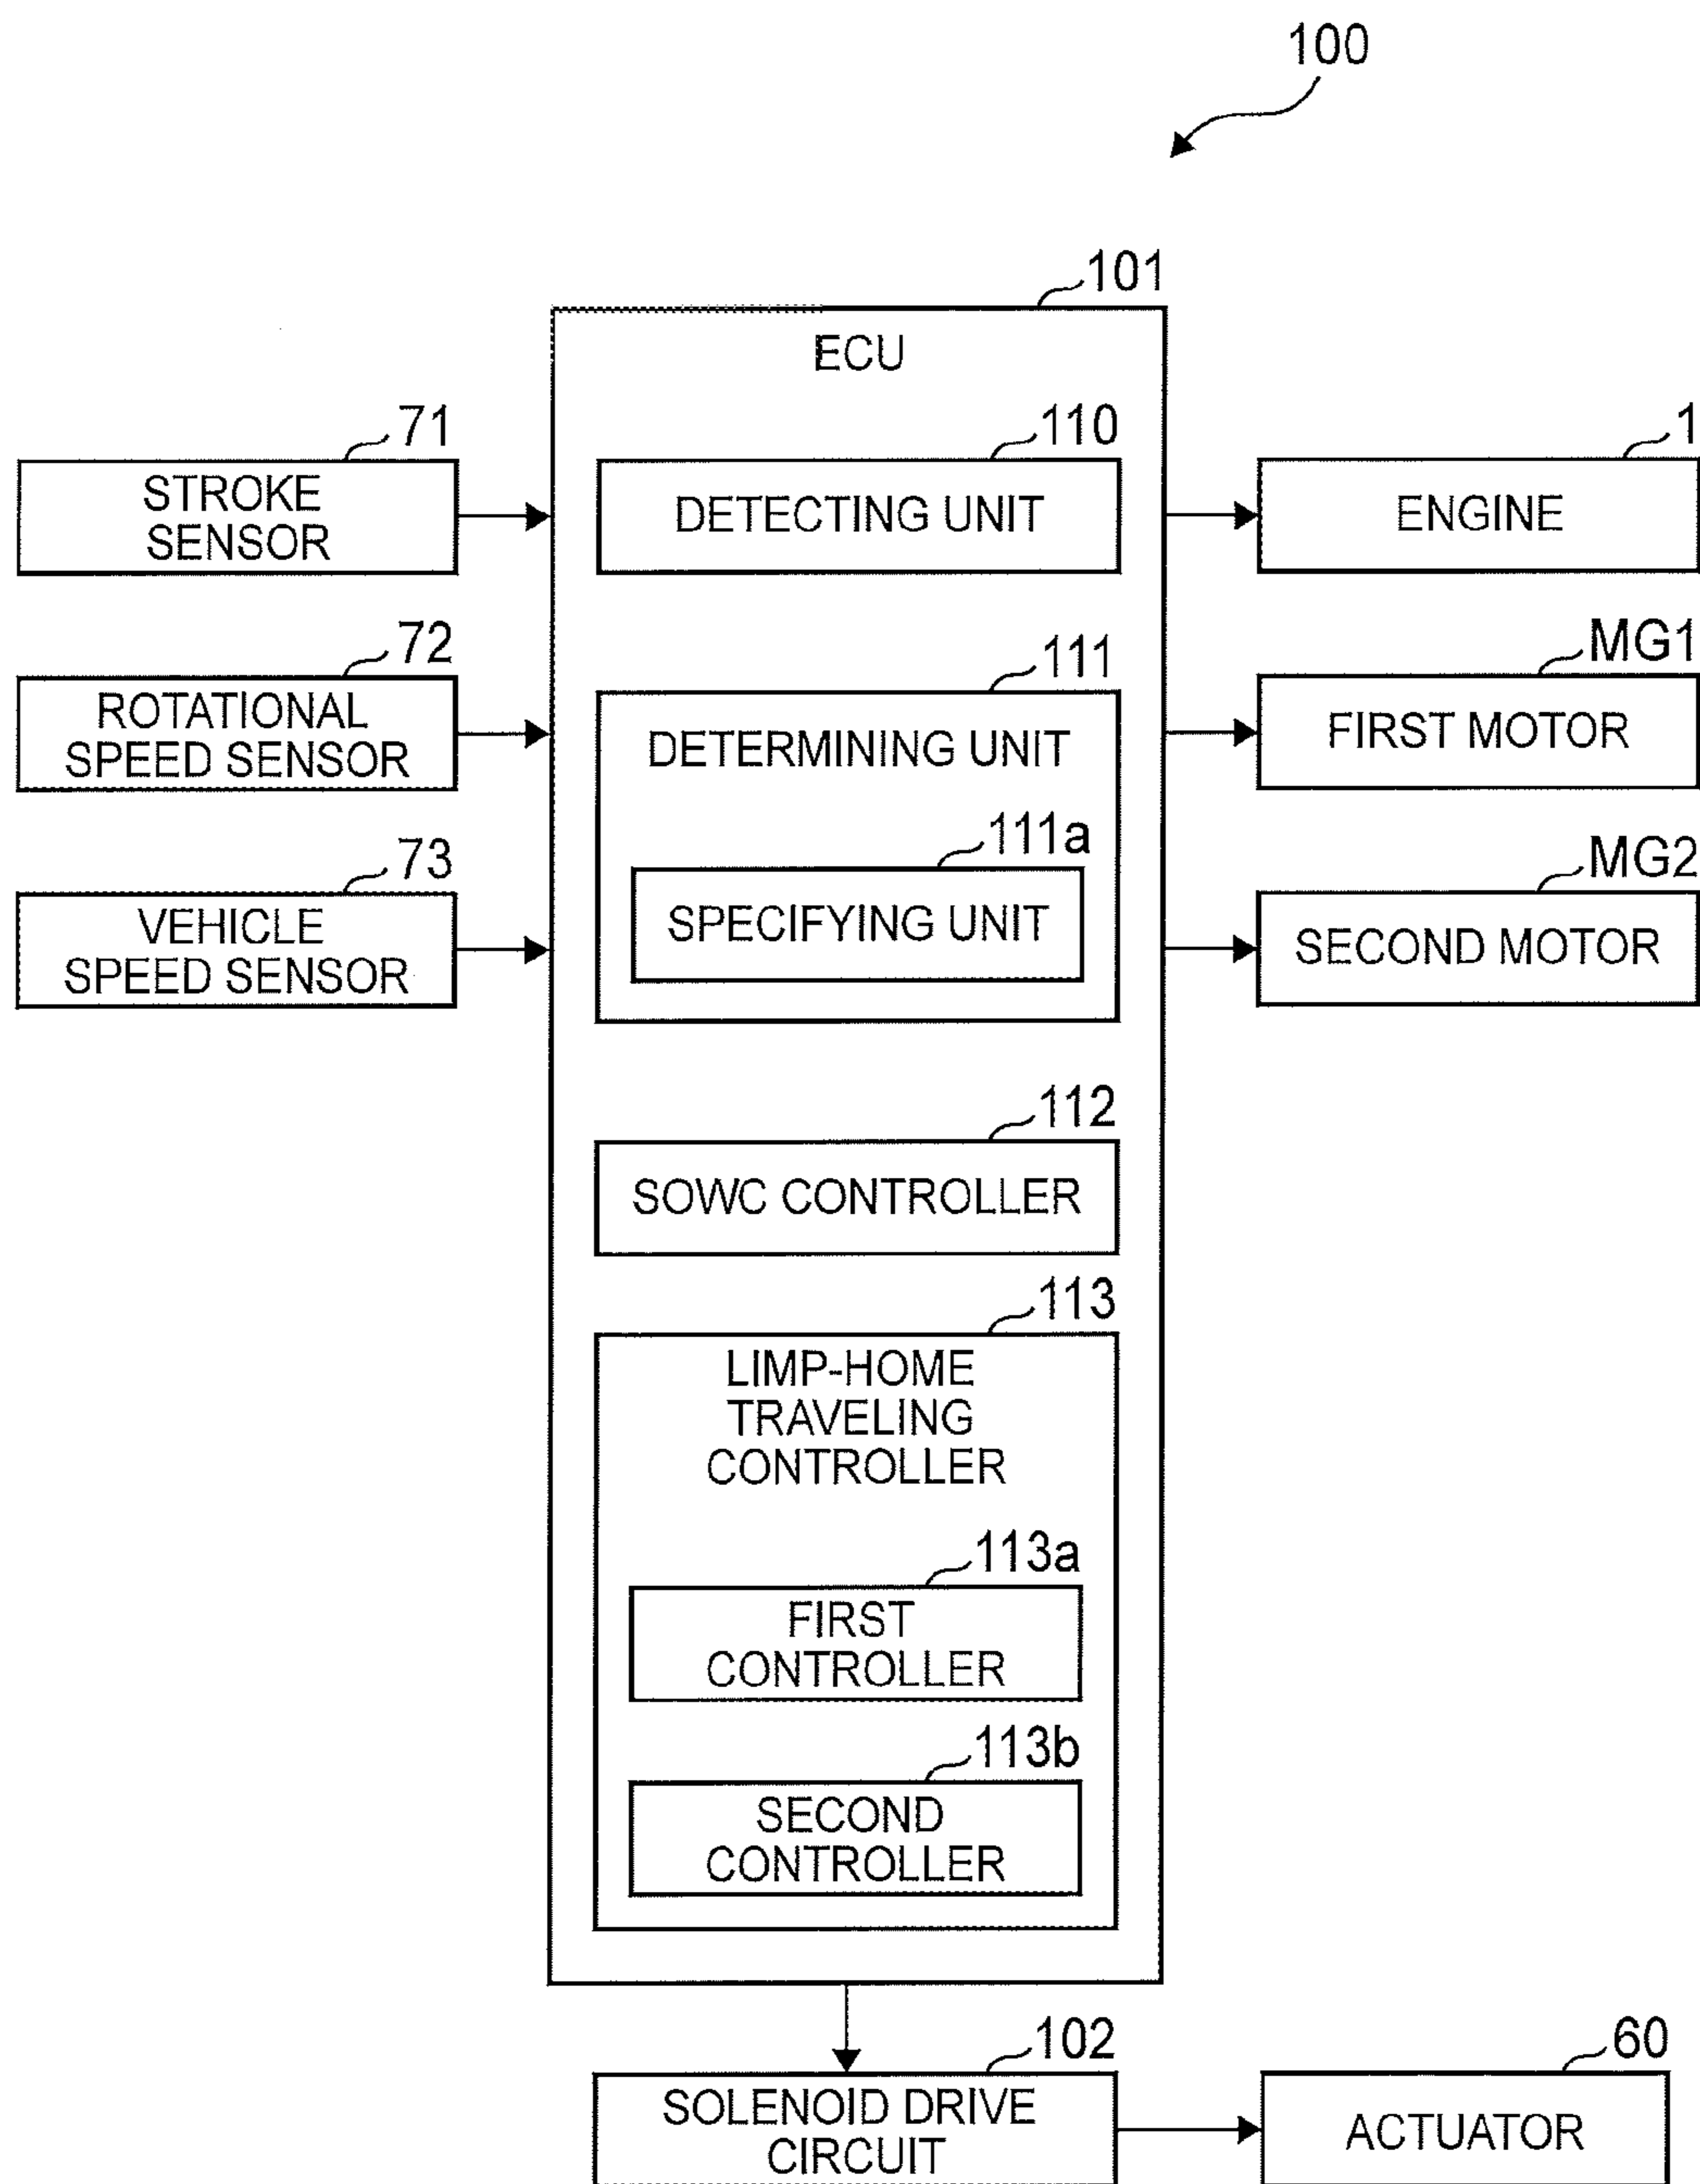 100
101
ECU
71
STROKE
SENSOR
110
DETECTING UNIT
1
ENGINE
72
ROTATIONAL
SPEED SENSOR
111
DETERMINING UNIT
MG1
FIRST MOTOR
73
VEHICLE
SPEED SENSOR
111a
SPECIFYING UNIT
MG2
SECOND MOTOR
112
SOWC CONTROLLER
113
LIMP-HOME
TRAVELING
CONTROLLER
113a
FIRST
CONTROLLER
113b
SECOND
CONTROLLER
102
SOLENOID DRIVE
CIRCUIT
60
ACTUATOR